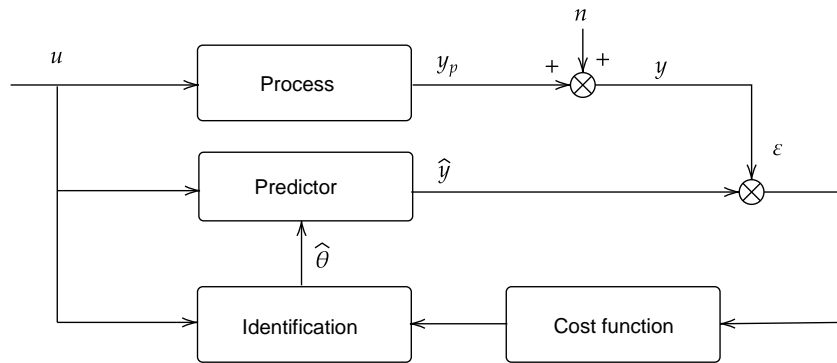 n
u
y_p
+ +
y
Process
ε
ŷ
Predictor
θ̂
Identification
Cost function